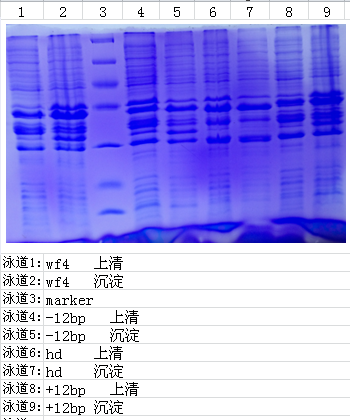 1 2 3 4 5 6 7 8 9
泳道1: wf4 上清
泳道2: wf4 沉淀
泳道3: marker
泳道4: -12bp 上清
泳道5: -12bp 沉淀
泳道6: hd 上清
泳道7: hd 沉淀
泳道8: +12bp 上清
泳道9: +12bp 沉淀